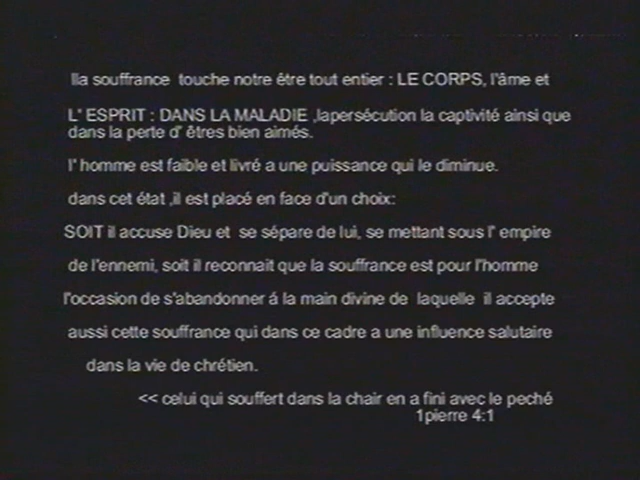 lla souffrance touche notre être tout entier : LE CORPS, l'âme et
L' ESPRIT : DANS LA MALADIE ,lapersécution la captivité ainsi que
dans la perte d' êtres bien aimés.
l' homme est faible et livré a une puissance qui le diminue.
dans cet état ,il est placé en face d'un choix:
SOIT il accuse Dieu et se sépare de lui, se mettant sous l' empire
de l'ennemi, soit il reconnait que la souffrance est pour l'homme
l'occasion de s'abandonner á la main divine de laquelle il accepte
aussi cette souffrance qui dans ce cadre a une influence salutaire
dans la vie de chrétien.
<< celui qui souffert dans la chair en a fini avec le peché
1pierre 4:1